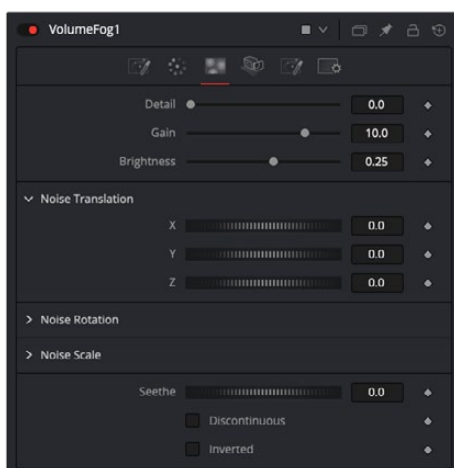 VolumeFog1
Detail 0.0
Gain 10.0
Brightness 0.25
Noise Translation
X 0.0
Y 0.0
Z 0.0
Noise Rotation
Noise Scale
Seethe 0.0
Discontinuous
Inverted